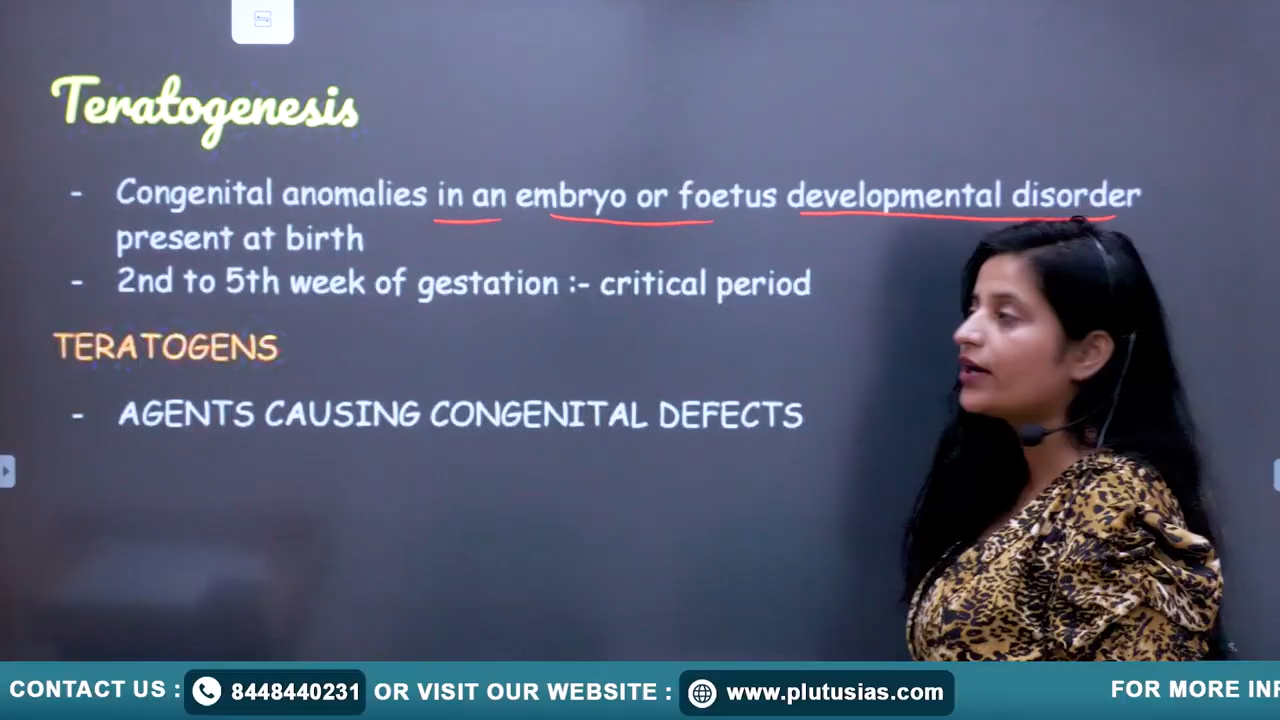 Teratogenesis
- Congenital anomalies in an embryo or foetus developmental disorder
present at birth
- 2nd to 5th week of gestation :- critical period
TERATOGENS
- AGENTS CAUSING CONGENITAL DEFECTS
CONTACT US : 8448440231 OR VISIT OUR WEBSITE : www.plutusias.com FOR MORE